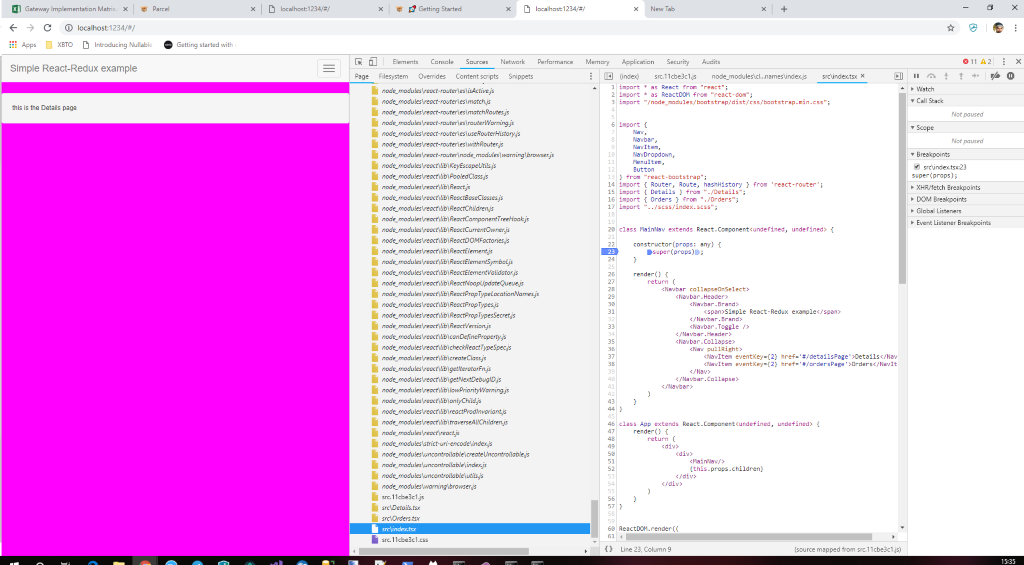 Gateway Implementation Matrix
Parcel
localhost:1234/#/
Getting Started
localhost:1234/#/
New Tab
localhost:1234/#/
Apps
XBTO
Introducing Nullable
Getting started with
Simple React-Redux example
this is the Details page
Elements Console Sources Network Performance Memory Application Security Audits
11 2
Page Filesystem Overrides Content scripts Snippets
node_modules\react-router\es\isActive.js
node_modules\react-router\es\match.js
node_modules\react-router\es\matchRoutes.js
node_modules\react-router\es\routerWarning.js
node_modules\react-router\es\useRouterHistory.js
node_modules\react-router\es\withRouter.js
node_modules\react-router\node_modules\warning\browser.js
node_modules\react\lib\KeyEscapeUtils.js
node_modules\react\lib\PooledClass.js
node_modules\react\lib\React.js
node_modules\react\lib\ReactBaseClasses.js
node_modules\react\lib\ReactChildren.js
node_modules\react\lib\ReactComponentTreeHook.js
node_modules\react\lib\ReactCurrentOwner.js
node_modules\react\lib\ReactDOMFactories.js
node_modules\react\lib\ReactElement.js
node_modules\react\lib\ReactElementSymbol.js
node_modules\react\lib\ReactElementValidator.js
node_modules\react\lib\ReactNoopUpdateQueue.js
node_modules\react\lib\ReactPropTypeLocationNames.js
node_modules\react\lib\ReactPropTypes.js
node_modules\react\lib\ReactPropTypesSecret.js
node_modules\react\lib\ReactVersion.js
node_modules\react\lib\canDefineProperty.js
node_modules\react\lib\checkReactTypeSpec.js
node_modules\react\lib\createClass.js
node_modules\react\lib\getIteratorFn.js
node_modules\react\lib\getNextDebugID.js
node_modules\react\lib\lowPriorityWarning.js
node_modules\react\lib\onlyChild.js
node_modules\react\lib\reactProdInvariant.js
node_modules\react\lib\traverseAllChildren.js
node_modules\react\react.js
node_modules\strict-uri-encode\index.js
node_modules\uncontrollable\createUncontrollable.js
node_modules\uncontrollable\index.js
node_modules\uncontrollable\utils.js
node_modules\warning\browser.js
src.11cbe3c1.js
src\Details.tsx
src\Orders.tsx
src\index.tsx
src.11cbe3c1.css
(index) src.11cbe3c1.js node_modules\cl...names\index.js src\index.tsx
1 import * as React from "react";
2 import * as ReactDOM from "react-dom";
3 import "/node_modules/bootstrap/dist/css/bootstrap.min.css";
4
5
6 import {
7 Nav,
8 Navbar,
9 NavItem,
10 NavDropdown,
11 MenuItem,
12 Button
13 } from "react-bootstrap";
14 import { Router, Route, hashHistory } from 'react-router';
15 import { Details } from "./Details";
16 import { Orders } from "./Orders";
17 import "../scss/index.scss";
18
19
20 class MainNav extends React.Component<undefined, undefined> {
21
22 constructor(props: any) {
23 super(props);
24 }
25
26 render() {
27 return (
28 <Navbar collapseOnSelect>
29 <Navbar.Header>
30 <Navbar.Brand>
31 <span>Simple React-Redux example</span>
32 </Navbar.Brand>
33 <Navbar.Toggle />
34 </Navbar.Header>
35 <Navbar.Collapse>
36 <Nav pullRight>
37 <NavItem eventKey={2} href='#/detailsPage'>Details</Nav
38 <NavItem eventKey={2} href='#/ordersPage'>Orders</NavIt
39 </Nav>
40 </Navbar.Collapse>
41 </Navbar>
42 )
43 }
44 }
45
46 class App extends React.Component<undefined, undefined> {
47 render() {
48 return (
49 <div>
50 <div>
51 <MainNav/>
52 {this.props.children}
53 </div>
54 </div>
55 )
56 }
57 }
58
59
60 ReactDOM.render((
61
{} Line 23, Column 9 (source mapped from src.11cbe3c1.js)
Watch
Call Stack
Not paused
Scope
Not paused
Breakpoints
src\index.tsx:23
super(props);
XHR/fetch Breakpoints
DOM Breakpoints
Global Listeners
Event Listener Breakpoints
15:35